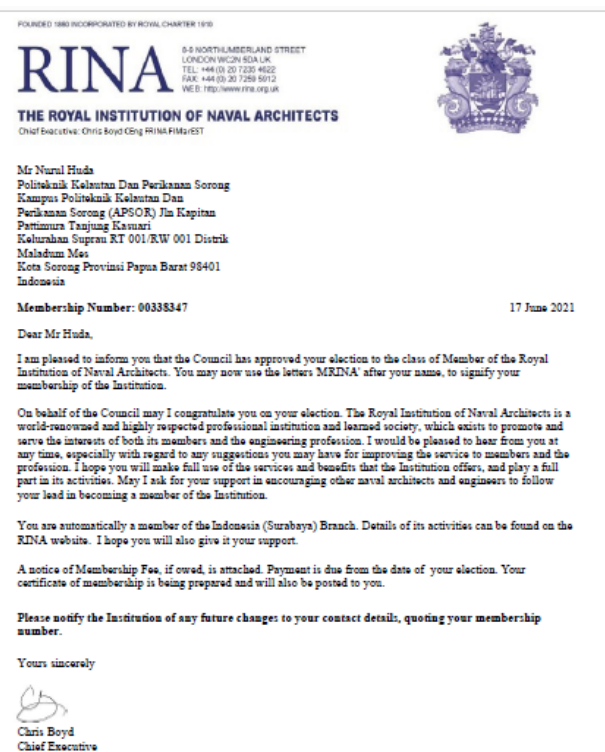 FOUNDED 1860 INCORPORATED BY ROYAL CHARTER 1910
RINA
8-9 NORTHUMBERLAND STREET
LONDON WC2N 5DA UK
TEL: +44 (0) 20 7235 4622
FAX: +44 (0) 20 7259 5912
WEB: http://www.rina.org.uk
THE ROYAL INSTITUTION OF NAVAL ARCHITECTS
Chief Executive: Chris Boyd CEng FRINA FIMarEST
Mr Nurul Huda
Politeknik Kelautan Dan Perikanan Sorong
Kampus Politeknik Kelautan Dan
Perikanan Sorong (APSOR) Jln Kapitan
Pattimura Tanjung Kasuari
Kelurahan Suprau RT 001/RW 001 Distrik
Maladum Mes
Kota Sorong Provinsi Papua Barat 98401
Indonesia
Membership Number: 00338347
17 June 2021
Dear Mr Huda,
I am pleased to inform you that the Council has approved your election to the class of Member of the Royal
Institution of Naval Architects. You may now use the letters MRINA' after your name, to signify your
membership of the Institution.
On behalf of the Council may I congratulate you on your election. The Royal Institution of Naval Architects is a
world-renowned and highly respected professional institution and learned society, which exists to promote and
serve the interests of both its members and the engineering profession. I would be pleased to hear from you at
any time, especially with regard to any suggestions you may have for improving the service to members and the
profession. I hope you will make full use of the services and benefits that the Institution offers, and play a full
part in its activities. May I ask for your support in encouraging other naval architects and engineers to follow
your lead in becoming a member of the Institution.
You are automatically a member of the Indonesia (Surabaya) Branch. Details of its activities can be found on the
RINA website. I hope you will also give it your support.
A notice of Membership Fee, if owed, is attached. Payment is due from the date of your election. Your
certificate of membership is being prepared and will also be posted to you.
Please notify the Institution of any future changes to your contact details, quoting your membership
number.
Yours sincerely
Chris Boyd
Chief Executive